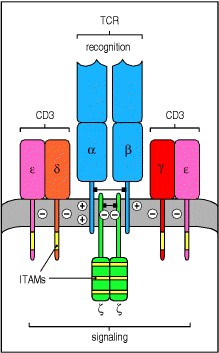 TCR
recognition
CD3
CD3
α
β
ε
δ
γ
ε
+
+
−
−
−
−
+
−
−
ITAMs
ζ
ζ
signaling